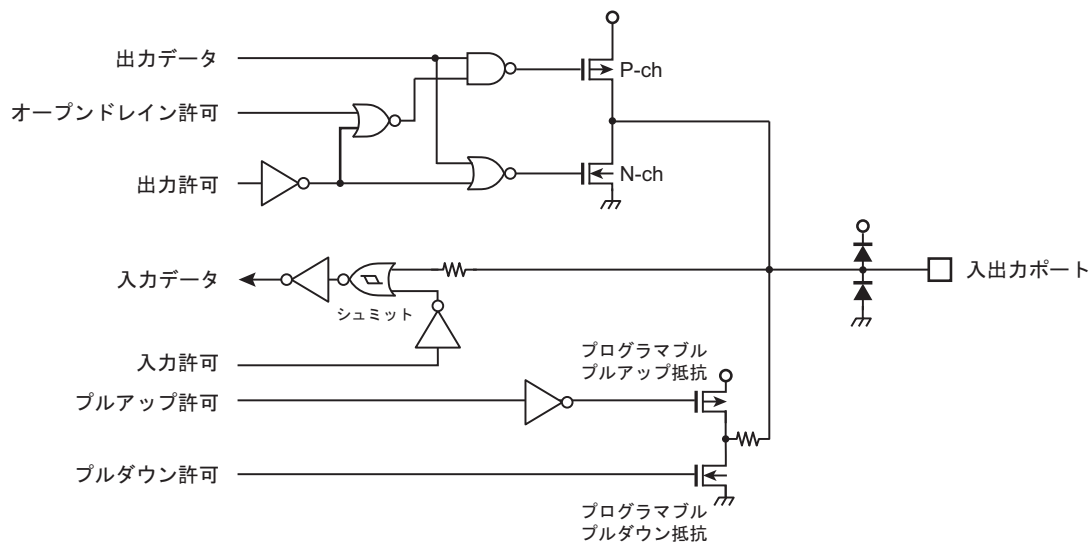 出力データ
P-ch
オープンドレイン許可
N-ch
出力許可
入力データ
入出力ポート
シュミット
プログラマブル
プルアップ抵抗
入力許可
プルアップ許可
プルダウン許可
プログラマブル
プルダウン抵抗